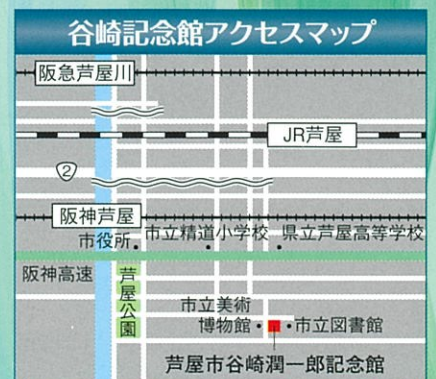 谷崎記念館アクセスマップ
阪急芦屋川
JR芦屋
2
阪神芦屋
市役所
市立精道小学校
県立芦屋高等学校
阪神高速
芦屋公園
市立美術
博物館
市立図書館
芦屋市谷崎潤一郎記念館